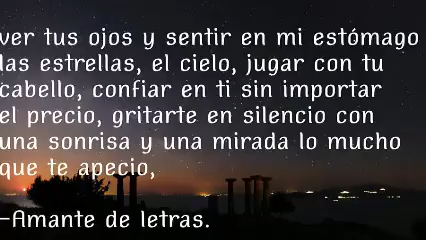 ver tus ojos y sentir en mi estómago
las estrellas, el cielo, jugar con tu
cabello, confiar en ti sin importar
el precio, gritarte en silencio con
una sonrisa y una mirada lo mucho
que te apecio,
-Amante de letras.